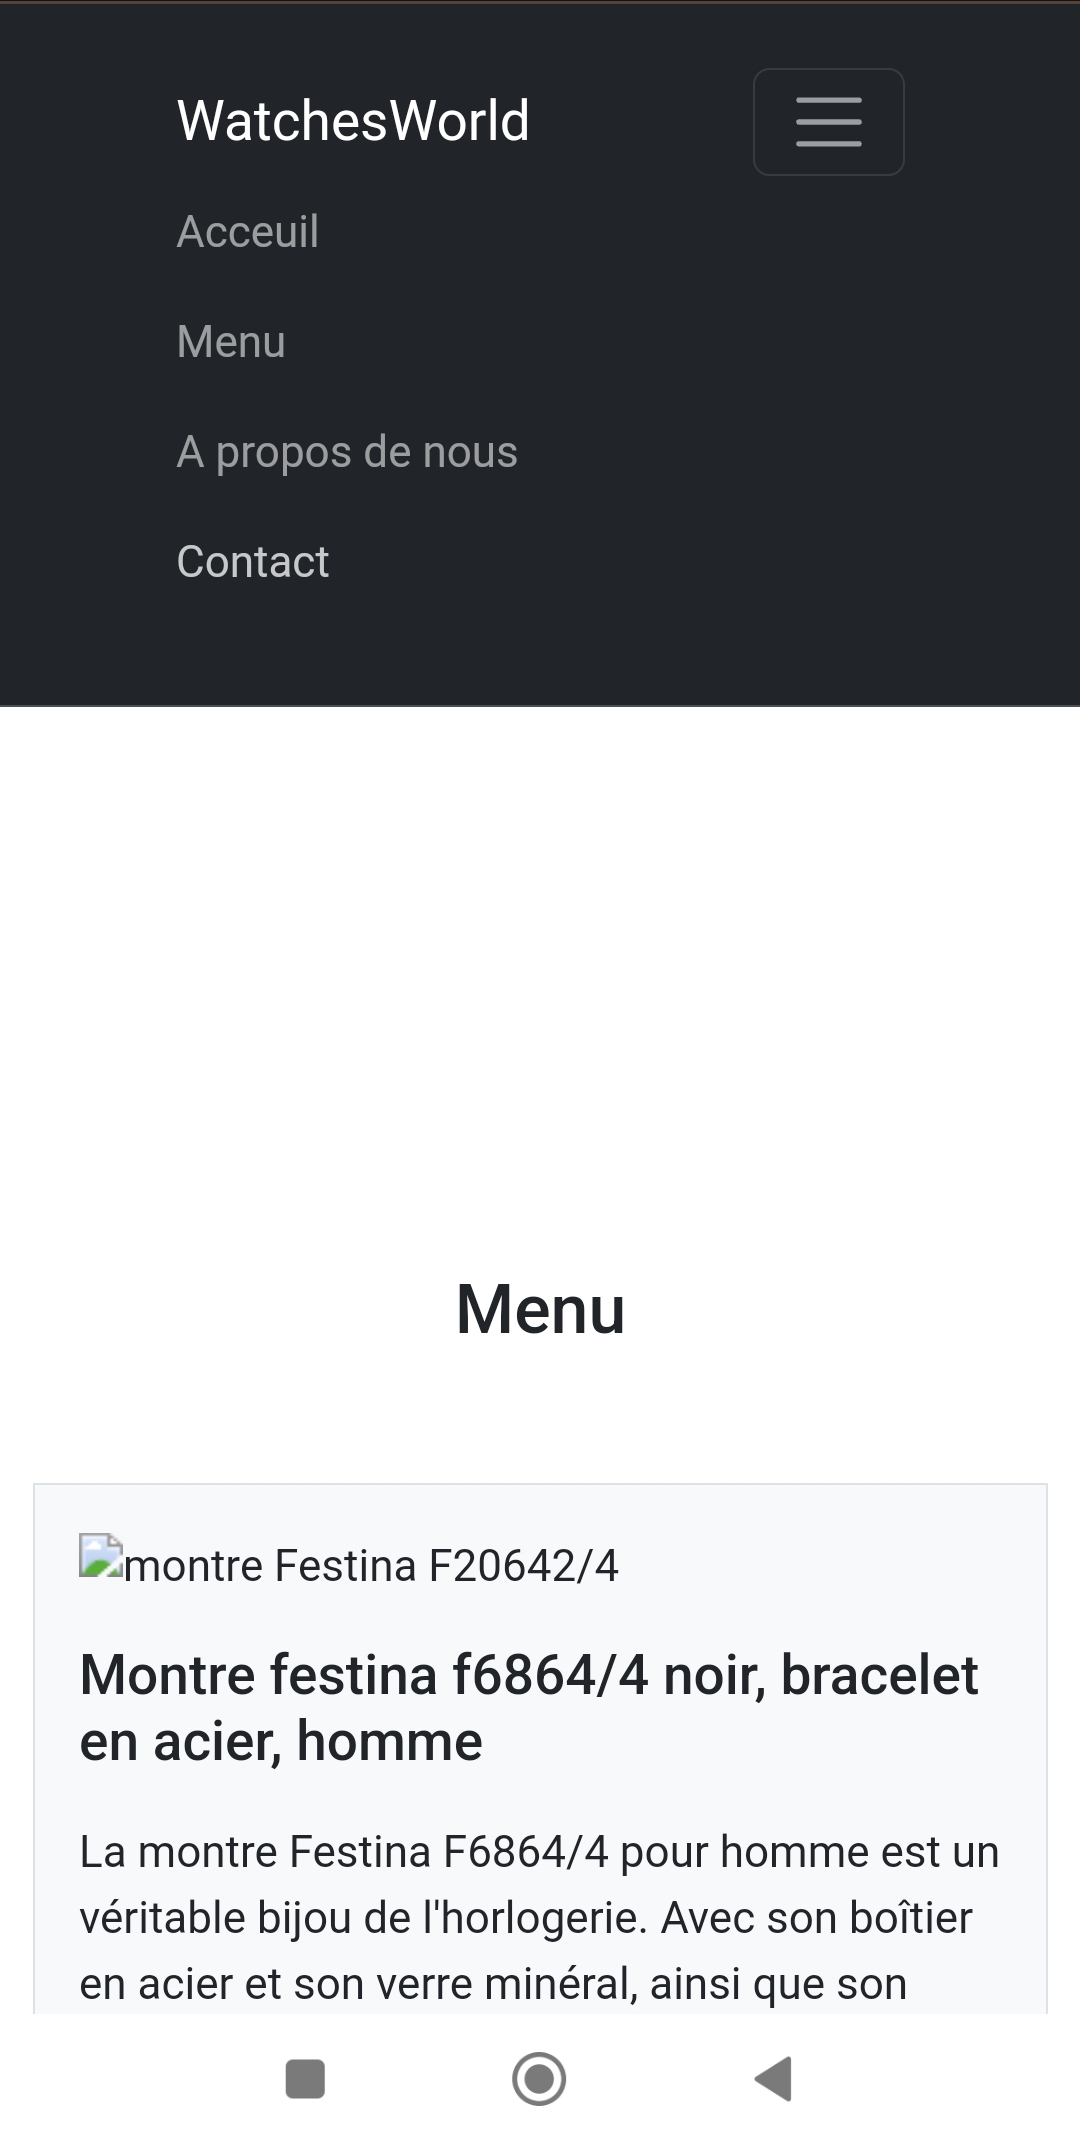 WatchesWorld
Acceuil
Menu
A propos de nous
Contact
Menu
montre Festina F20642/4
Montre festina f6864/4 noir, bracelet
en acier, homme
La montre Festina F6864/4 pour homme est un
véritable bijou de l'horlogerie. Avec son boîtier
en acier et son verre minéral, ainsi que son